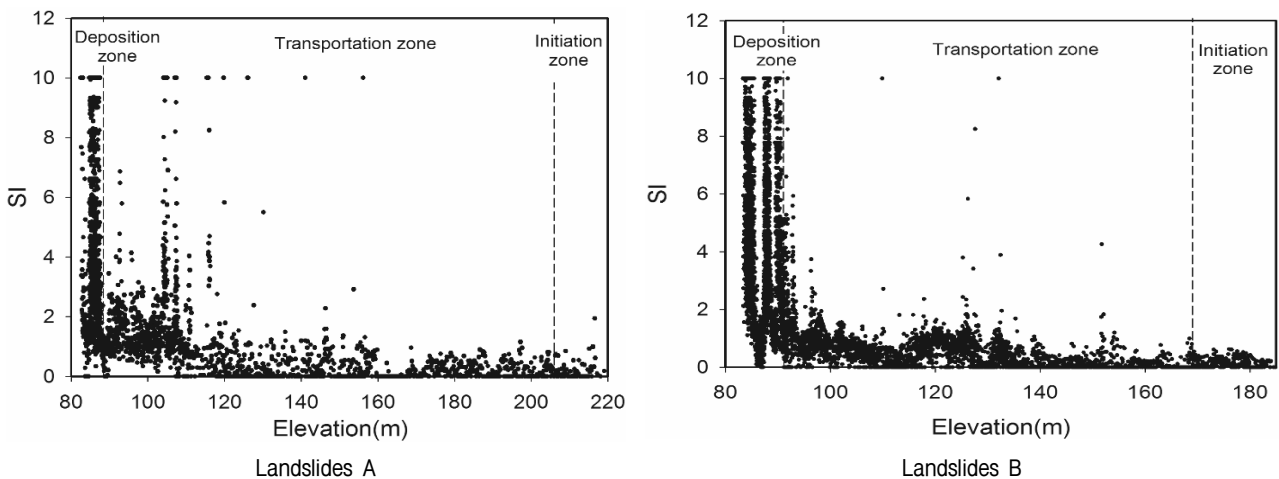 12
10
8
6
4
2
0
SI
Deposition
zone
Transportation zone
Initiation
zone
80 100 120 140 160 180 200 220
Elevation(m)
Landslides A
12
10
8
6
4
2
0
SI
Deposition
zone
Transportation zone
Initiation
zone
80 100 120 140 160 180
Elevation(m)
Landslides B